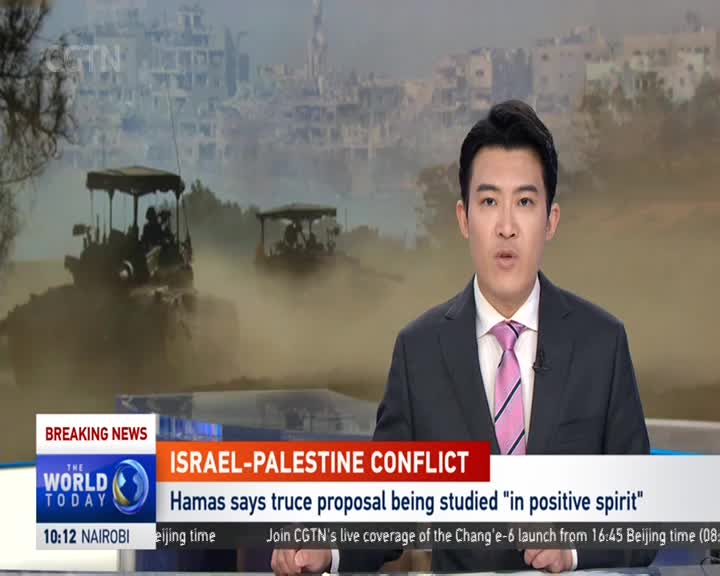 CGTN
BREAKING NEWS
ISRAEL-PALESTINE CONFLICT
THE
WORLD
TODAY
Hamas says truce proposal being studied "in positive spirit"
10:12 NAIROBI
eijing time Join CGTN's live coverage of the Chang'e-6 launch from 16:45 Beijing time (08: